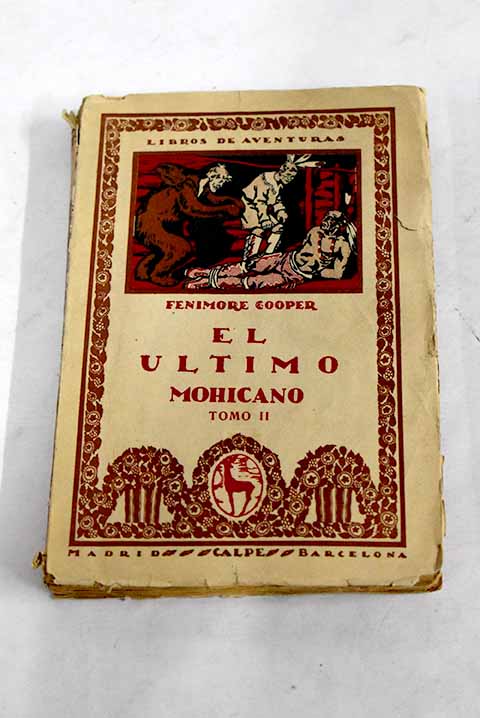 LIBROS DE AVENTURAS
FENIMORE COOPER
EL
ULTIMO
MOHICANO
TOMO II
MADRID CALPE BARCELONA